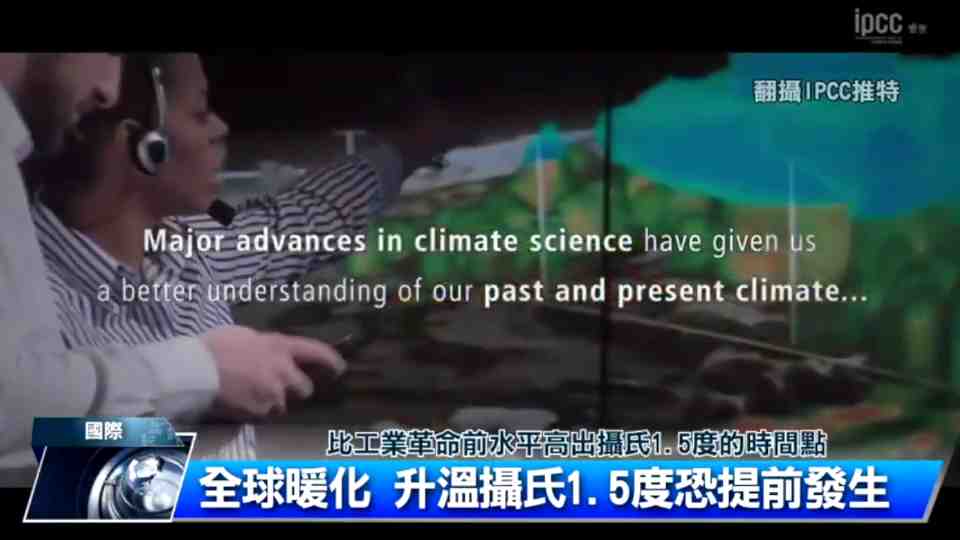 ipcc
翻攝IPCC推特
Major advances in climate science have given us
a better understanding of our past and present climate...
國際
比工業革命前水平高出攝氏1.5度的時間點
全球暖化 升溫攝氏1.5度恐提前發生